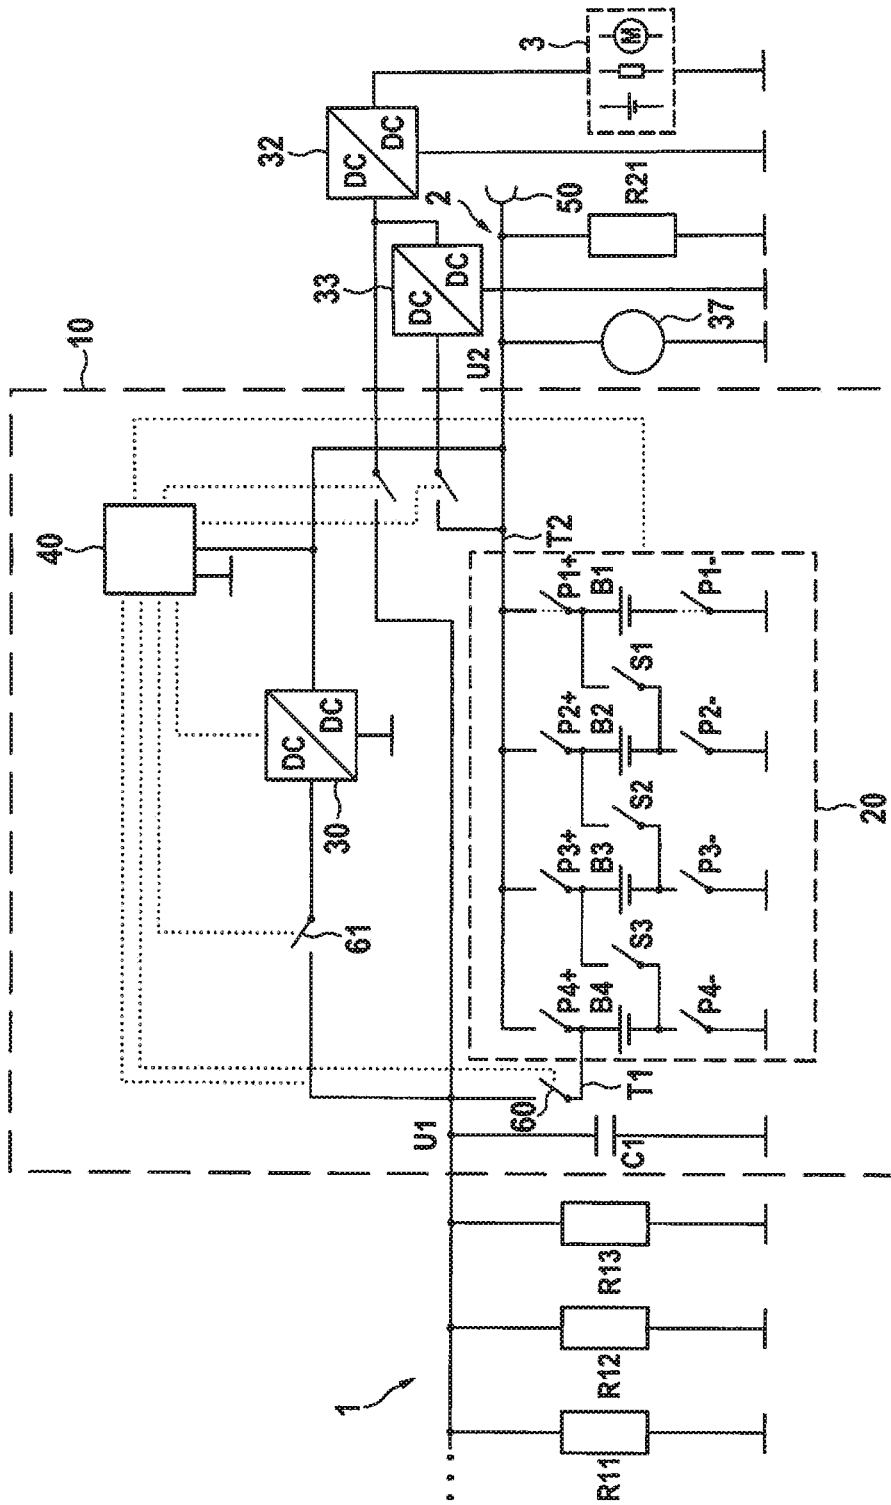 40
10
32
DC
DC
30
33
61
DC
DC
1
DC
DC
U1
2
U2
60
3
T2
50
P4+
P3+
P2+
P1+
B4
B3
B2
B1
R11
R12
R13
C1
T1
S3
S2
S1
R21
M
P4-
P3-
P2-
P1-
37
20